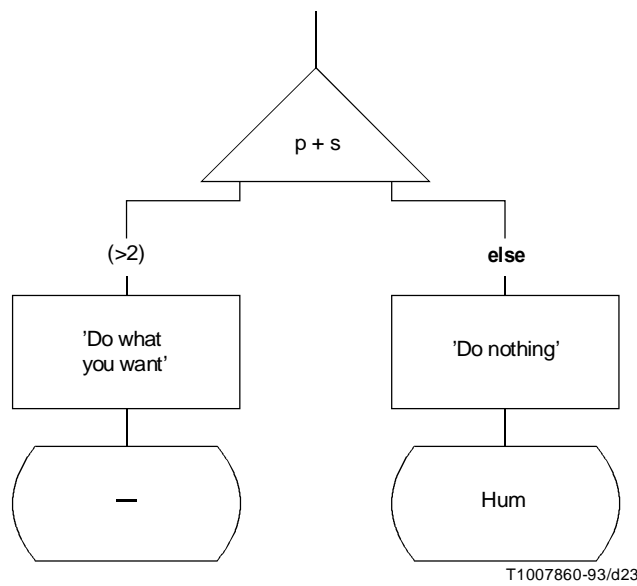 p + s
(>2)
else
’Do what
you want’
’Do nothing’
–
Hum
T1007860-93/d23